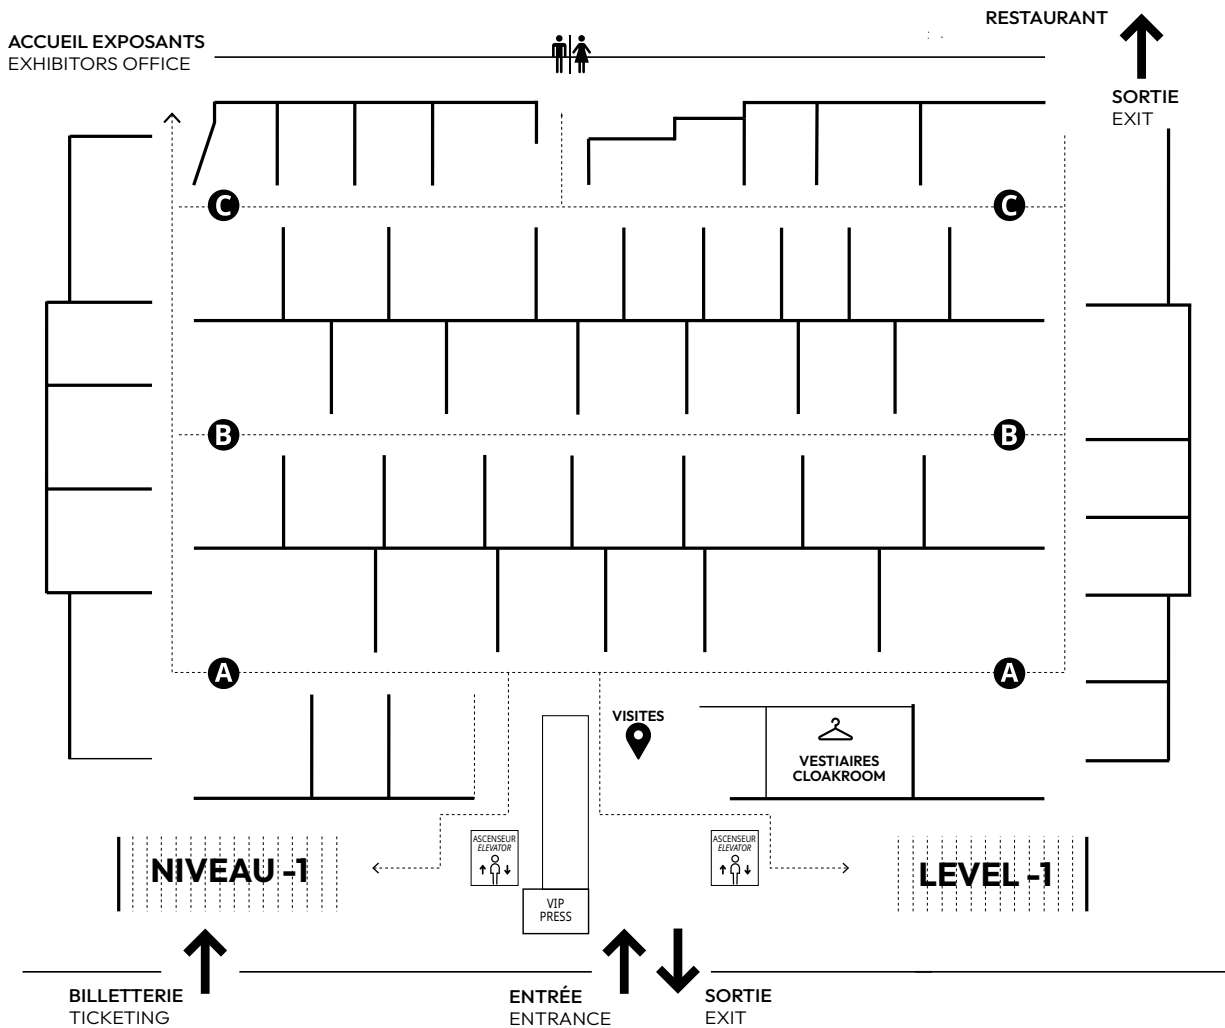 RESTAURANT
ACCUEIL EXPOSANTS
EXHIBITORS OFFICE
SORTIE
EXIT
C
C
B
B
A
A
VISITES
VESTIAIRES
CLOAKROOM
ASCENSEUR
ELEVATOR
ASCENSEUR
ELEVATOR
NIVEAU -1
LEVEL -1
VIP
PRESS
BILLETTERIE
TICKETING
ENTRÉE
ENTRANCE
SORTIE
EXIT